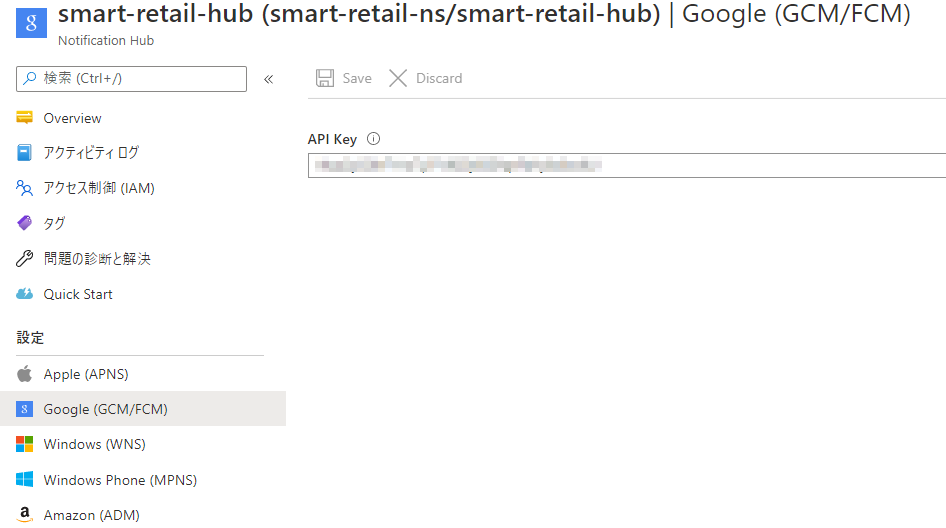 smart-retail-hub (smart-retail-ns/smart-retail-hub) | Google (GCM/FCM)
Notification Hub
検索 (Ctrl+/)
«
Save
Discard
API Key
Overview
アクティビティ ログ
アクセス制御 (IAM)
タグ
問題の診断と解決
Quick Start
設定
Apple (APNS)
Google (GCM/FCM)
Windows (WNS)
Windows Phone (MPNS)
Amazon (ADM)